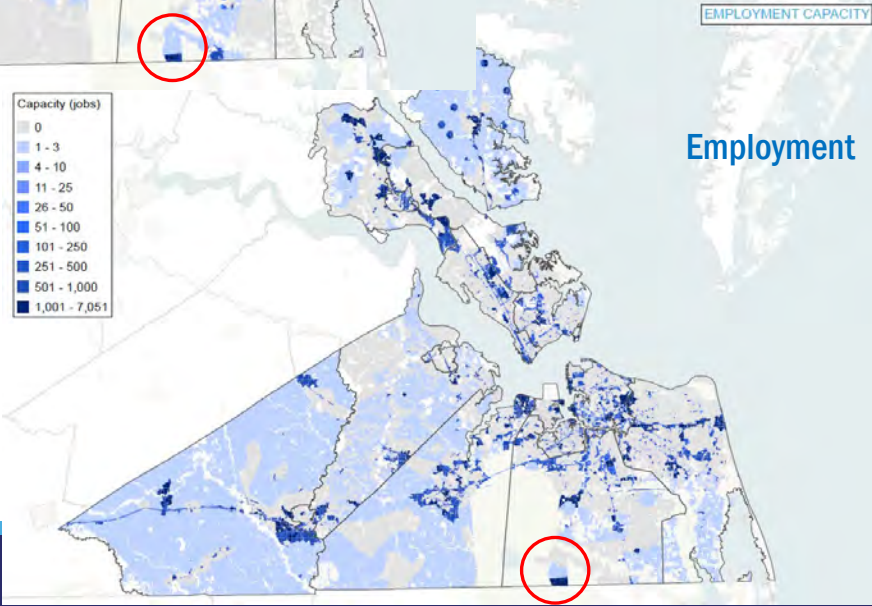 EMPLOYMENT CAPACITY
Capacity (jobs)
0
1 - 3
4 - 10
11 - 25
26 - 50
51 - 100
101 - 250
251 - 500
501 - 1,000
1,001 - 7,051
Employment